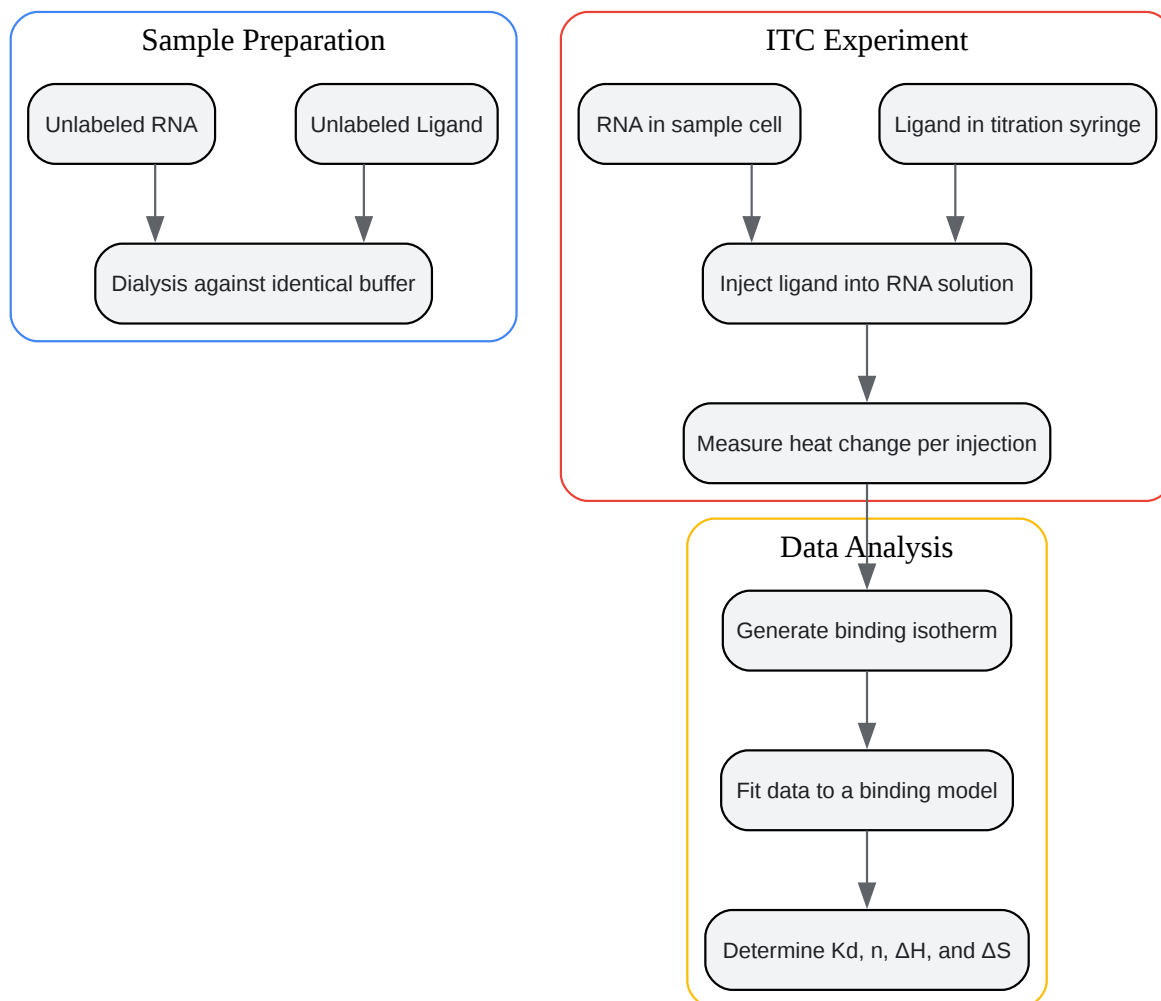 Sample Preparation
Unlabeled RNA
Unlabeled Ligand
Dialysis against identical buffer
ITC Experiment
RNA in sample cell
Ligand in titration syringe
Inject ligand into RNA solution
Measure heat change per injection
Data Analysis
Generate binding isotherm
Fit data to a binding model
Determine Kd, n, ΔH, and ΔS